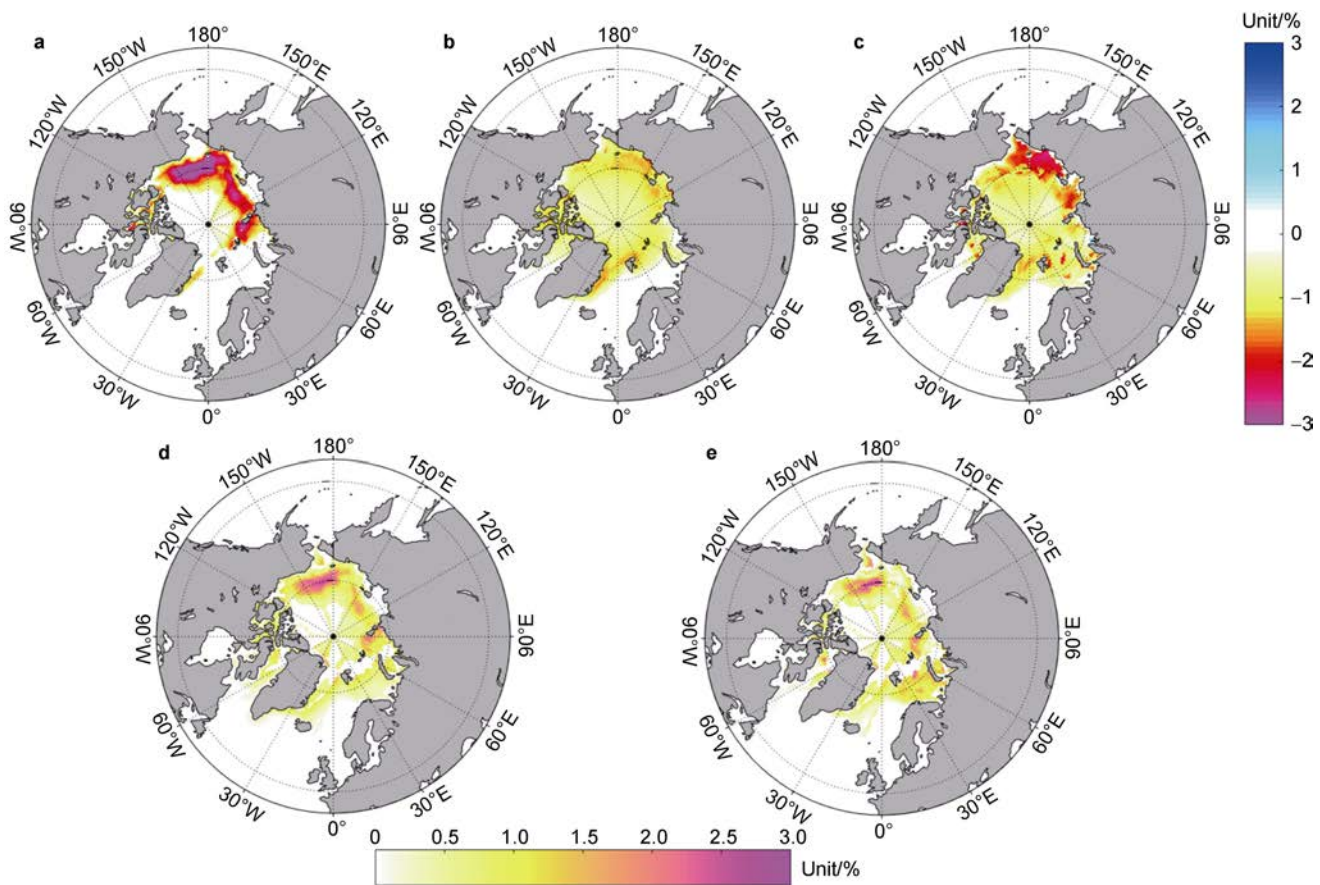 Unit/%
a 180° 150°W 150°E 120°W 120°E 90°W 90°E 60°W 60°E 30°W 30°E 0°
b 180° 150°W 150°E 120°W 120°E 90°W 90°E 60°W 60°E 30°W 30°E 0°
c 180° 150°W 150°E 120°W 120°E 90°W 90°E 60°W 60°E 30°W 30°E 0°
3
2
1
0
−1
−2
−3
d 180° 150°W 150°E 120°W 120°E 90°W 90°E 60°W 60°E 30°W 30°E 0°
e 180° 150°W 150°E 120°W 120°E 90°W 90°E 60°W 60°E 30°W 30°E 0°
0 0.5 1.0 1.5 2.0 2.5 3.0
Unit/%